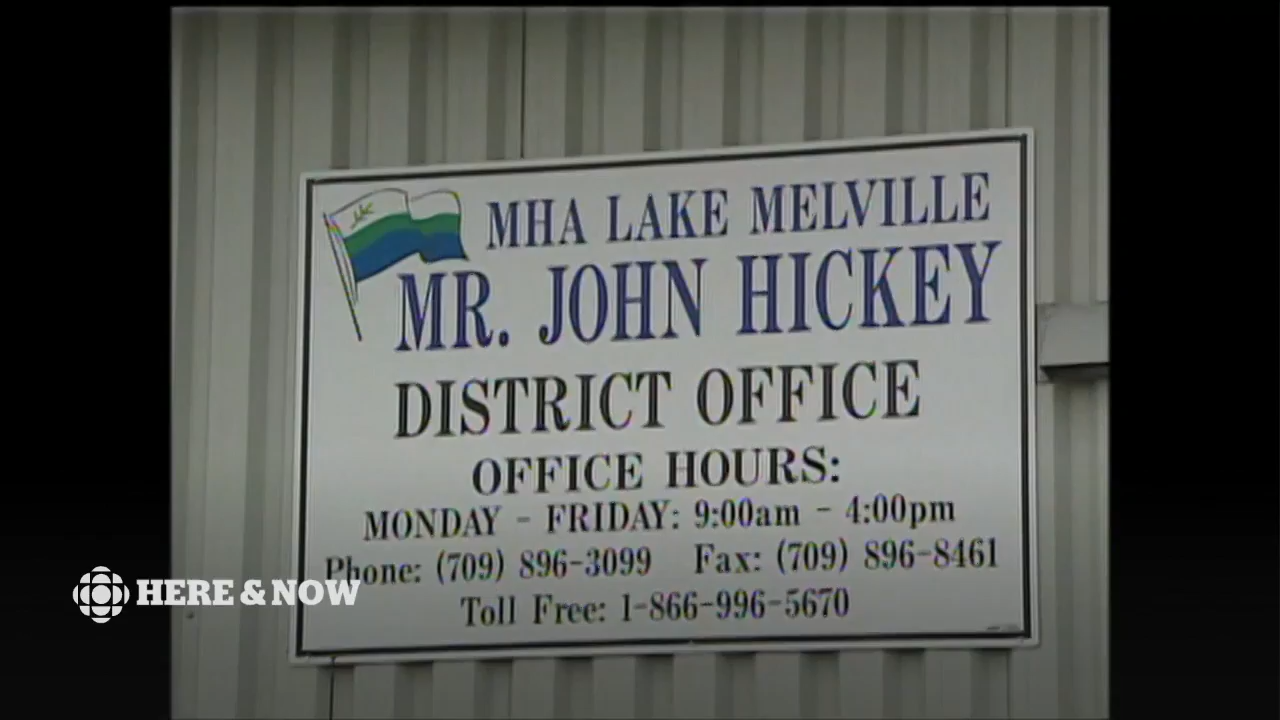 MHA LAKE MELVILLE
MR. JOHN HICKEY
DISTRICT OFFICE
OFFICE HOURS:
MONDAY - FRIDAY: 9:00am - 4:00pm
Phone: (709) 896-3099 Fax: (709) 896-8461
Toll Free: 1-866-996-5670
HERE & NOW